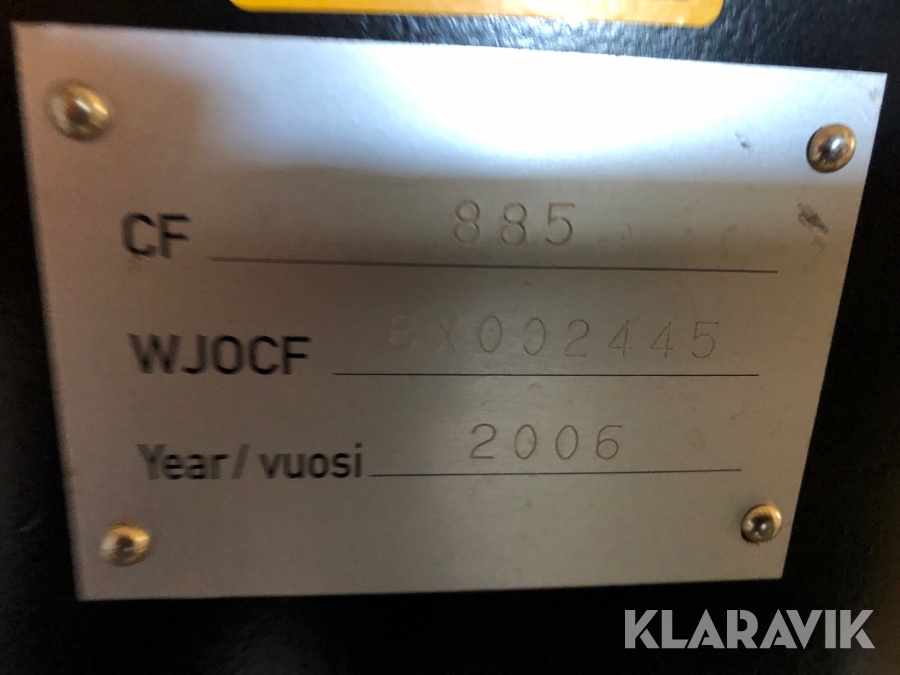 CF 885
WJOCF 8X002445
Year/vuosi 2006
KLARAVIK